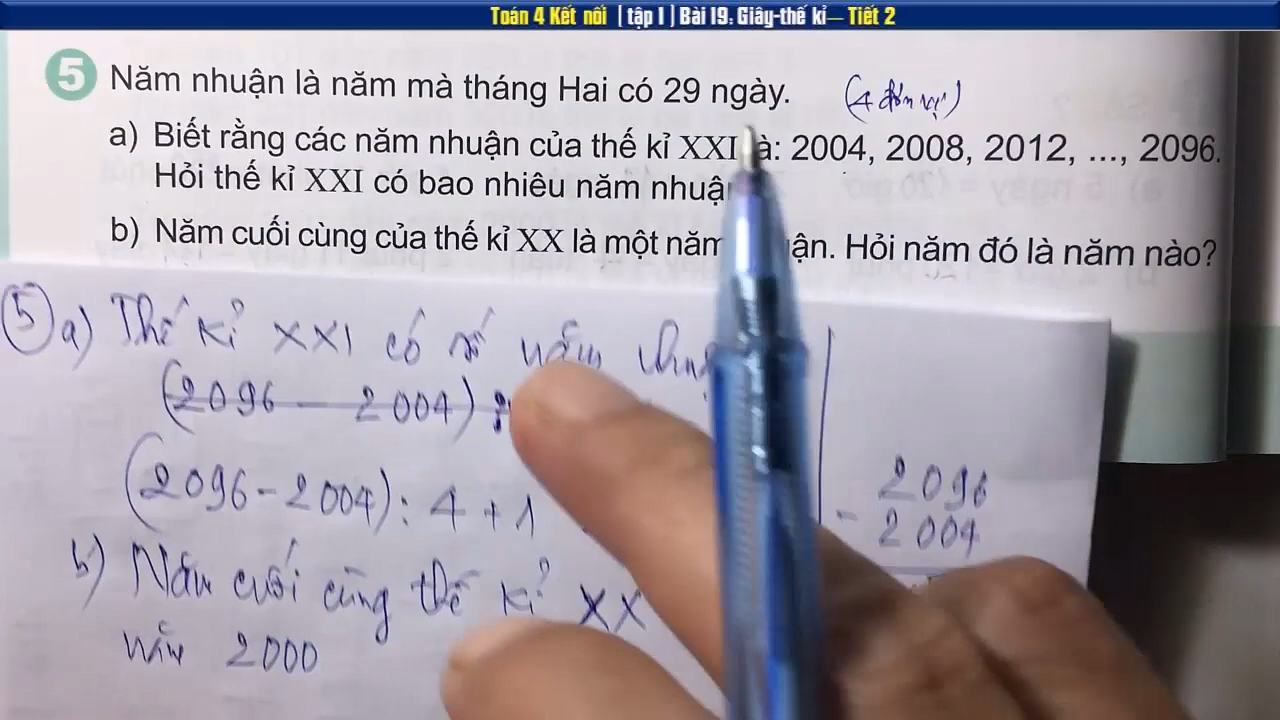 Toán 4 Kết nối ( tập 1 ) Bài 19: Giây-thế kỉ— Tiết 2
5 Năm nhuận là năm mà tháng Hai có 29 ngày. (4 đơn vị)
a) Biết rằng các năm nhuận của thế kỉ XXI là: 2004, 2008, 2012, ..., 2096.
Hỏi thế kỉ XXI có bao nhiêu năm
b) Năm cuối cùng của thế kỉ XX là một năm Hỏi năm đó là năm nào?
5 a) Thế kỉ XXI có số năm
(2096 - 2004) :
(2096 - 2004) : 4 + 1
2096
- 2004
b) Năm cuối cùng thế kỉ XX
năm 2000